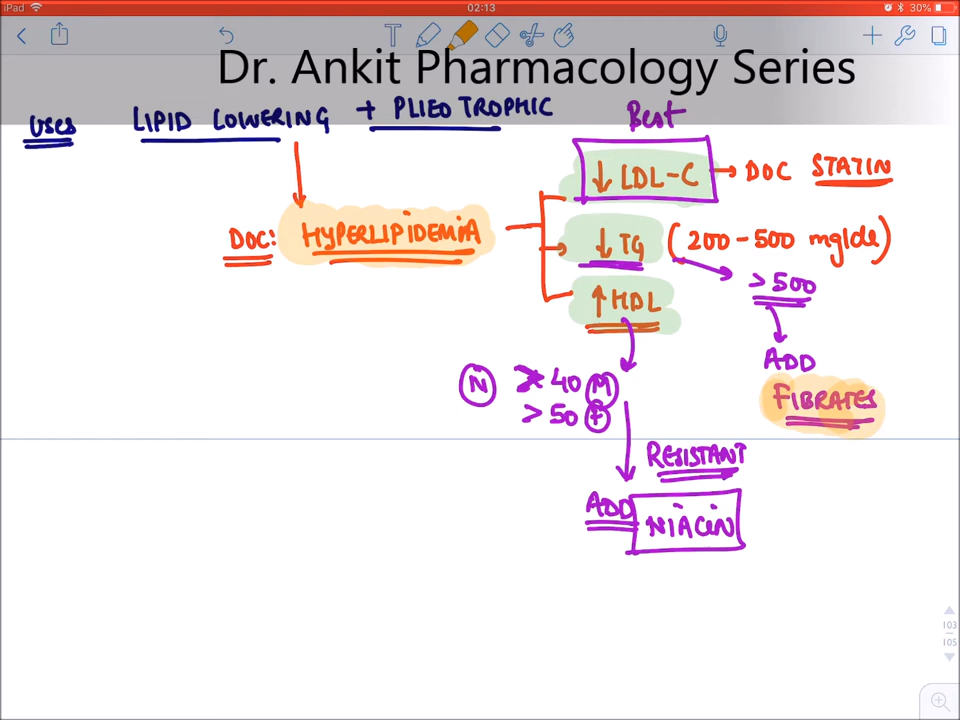 iPad
02:13
30%
Dr. Ankit Pharmacology Series
USES LIPID LOWERING + PLIEOTROPHIC
Best
↓ LDL-C → DOC STATIN
DOC: HYPERLIPIDEMIA
↓ TG (200-500 mg/dl)
>500
↑ HDL
ADD
FIBRATES
N > 40 M
> 50 F
RESISTANT
ADD NIACIN
103
105